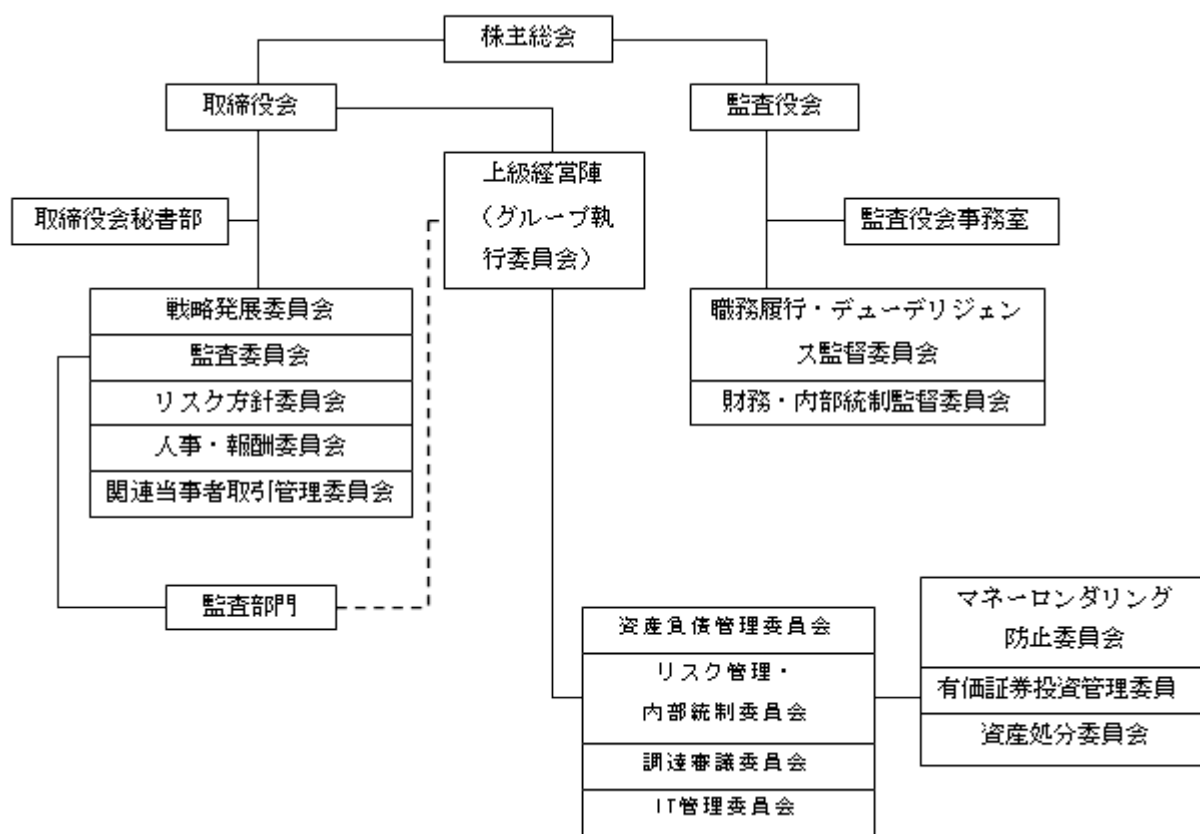 株主総会
取締役会
監査役会
上級経営陣
（グループ執
行委員会）
取締役会秘書部
監査役会事務室
戦略発展委員会
監査委員会
リスク方針委員会
人事・報酬委員会
関連当事者取引管理委員会
職務履行・デューデリジェン
ス監督委員会
財務・内部統制監督委員会
監査部門
資産負債管理委員会
リスク管理・
内部統制委員会
調達審議委員会
IT管理委員会
マネーロンダリング
防止委員会
有価証券投資管理委員
資産処分委員会